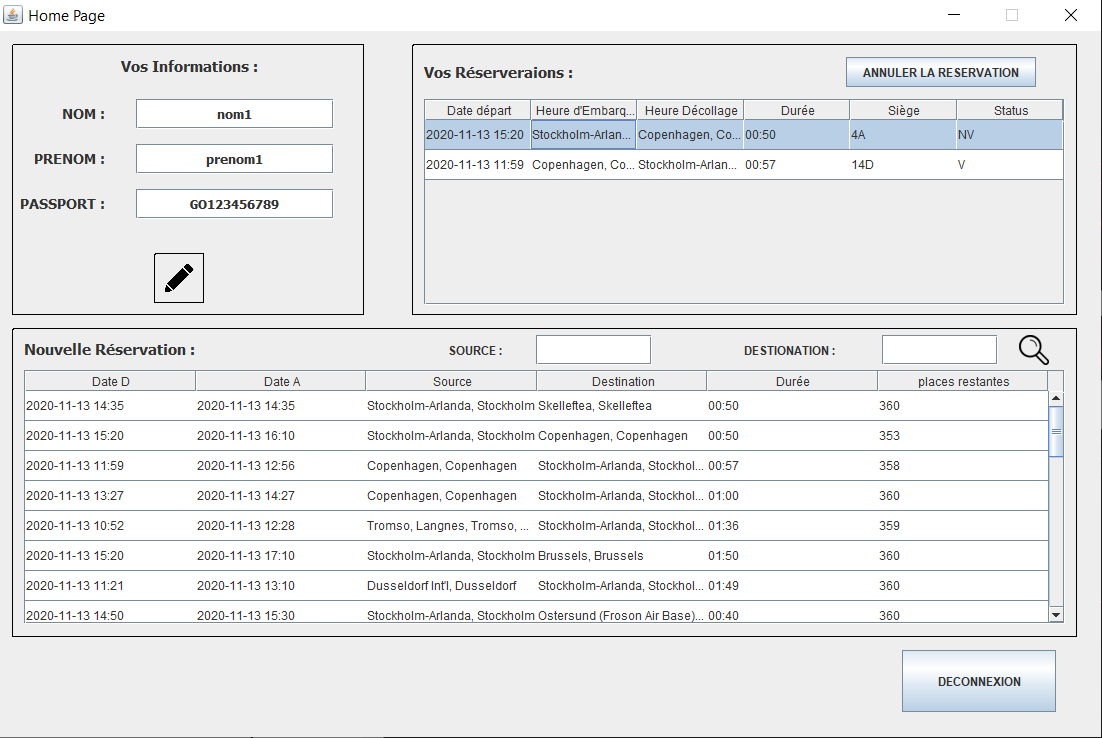 Home Page
Vos Informations :
NOM :
nom1
PRENOM :
prenom1
PASSPORT :
GO123456789
Vos Réserveraions :
ANNULER LA RESERVATION
Date départ Heure d'Embarq... Heure Décollage Durée Siège Status
2020-11-13 15:20 Stockholm-Arlan... Copenhagen, Co... 00:50 4A NV
2020-11-13 11:59 Copenhagen, Co... Stockholm-Arlan... 00:57 14D V
Nouvelle Réservation :
SOURCE :
DESTIONATION :
Date D Date A Source Destination Durée places restantes
2020-11-13 14:35 2020-11-13 14:35 Stockholm-Arlanda, Stockholm Skelleftea, Skelleftea 00:50 360
2020-11-13 15:20 2020-11-13 16:10 Stockholm-Arlanda, Stockholm Copenhagen, Copenhagen 00:50 353
2020-11-13 11:59 2020-11-13 12:56 Copenhagen, Copenhagen Stockholm-Arlanda, Stockhol... 00:57 358
2020-11-13 13:27 2020-11-13 14:27 Copenhagen, Copenhagen Stockholm-Arlanda, Stockhol... 01:00 360
2020-11-13 10:52 2020-11-13 12:28 Tromso, Langnes, Tromso, ... Stockholm-Arlanda, Stockhol... 01:36 359
2020-11-13 15:20 2020-11-13 17:10 Stockholm-Arlanda, Stockholm Brussels, Brussels 01:50 360
2020-11-13 11:21 2020-11-13 13:10 Dusseldorf Int'l, Dusseldorf Stockholm-Arlanda, Stockhol... 01:49 360
2020-11-13 14:50 2020-11-13 15:30 Stockholm-Arlanda, Stockholm Ostersund (Froson Air Base)... 00:40 360
DECONNEXION